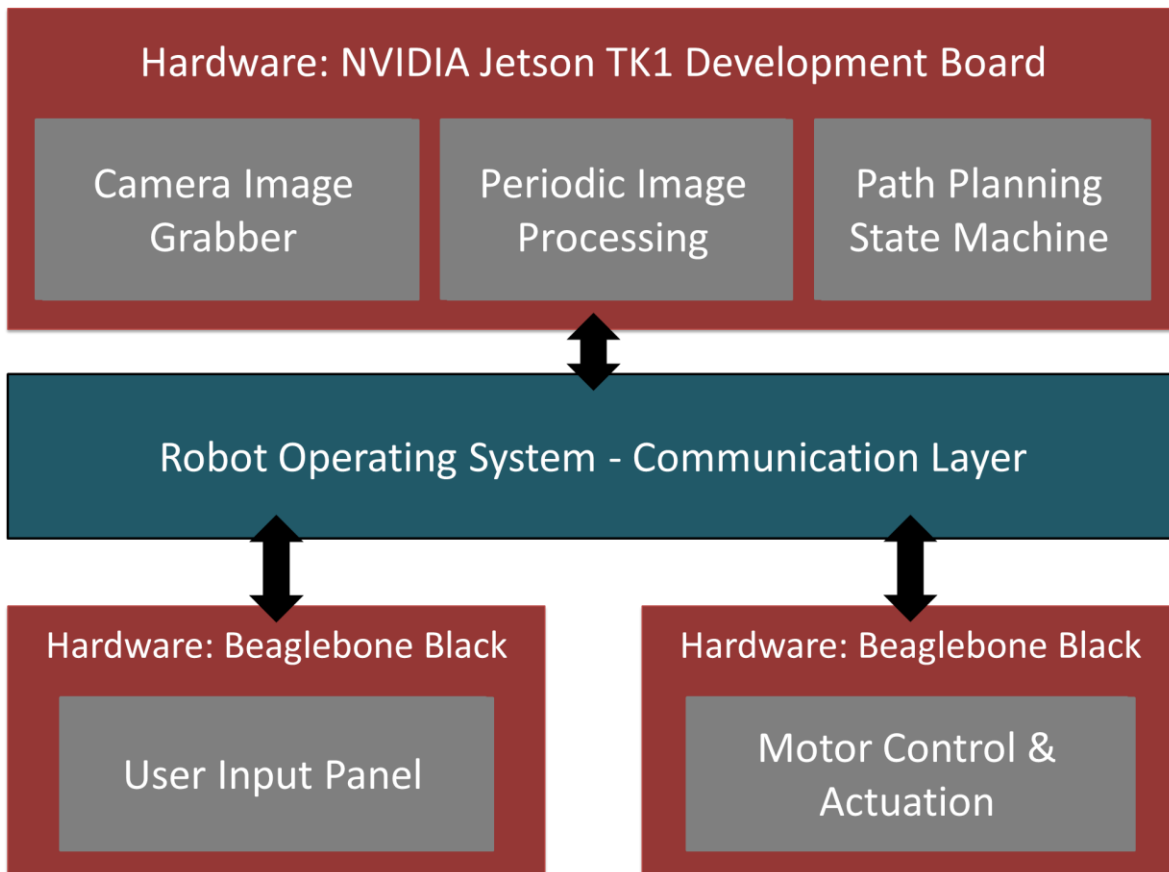 Hardware: NVIDIA Jetson TK1 Development Board
Camera Image
Grabber
Periodic Image
Processing
Path Planning
State Machine
Robot Operating System - Communication Layer
Hardware: Beaglebone Black
User Input Panel
Hardware: Beaglebone Black
Motor Control &
Actuation